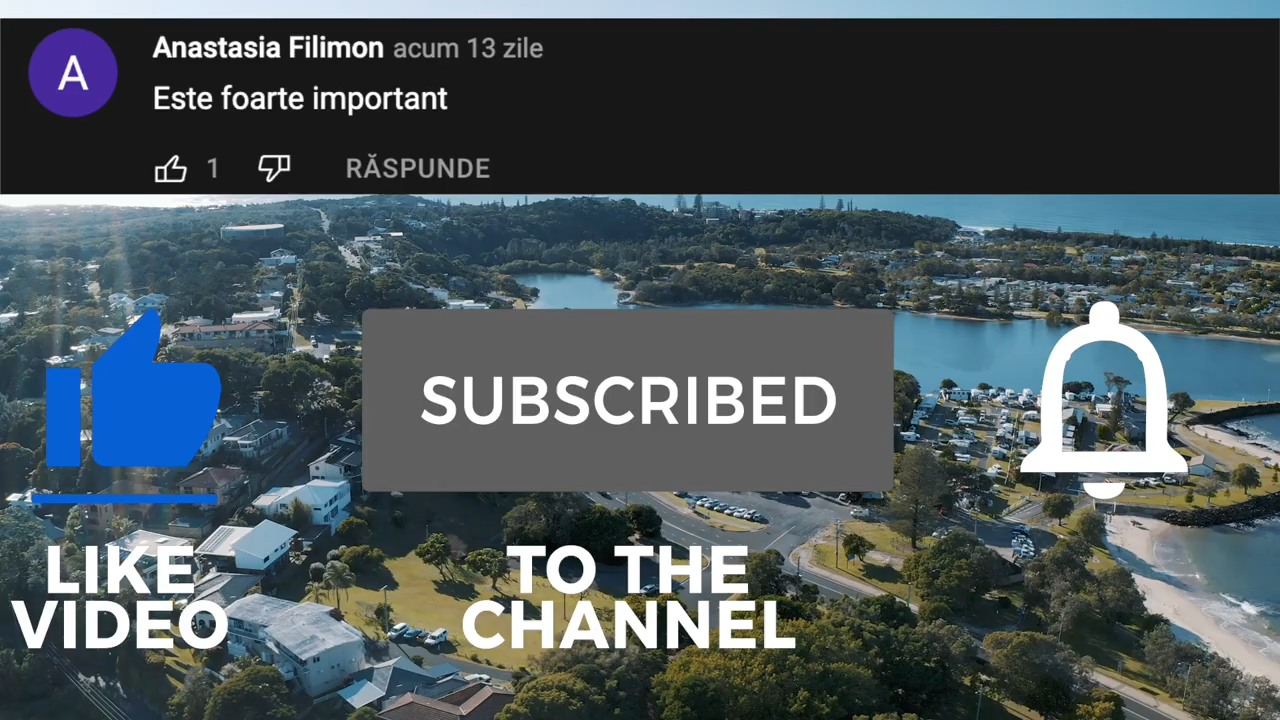 A
Anastasia Filimon acum 13 zile
Este foarte important
1 RĂSPUNDE
SUBSCRIBED
LIKE
VIDEO
TO THE
CHANNEL